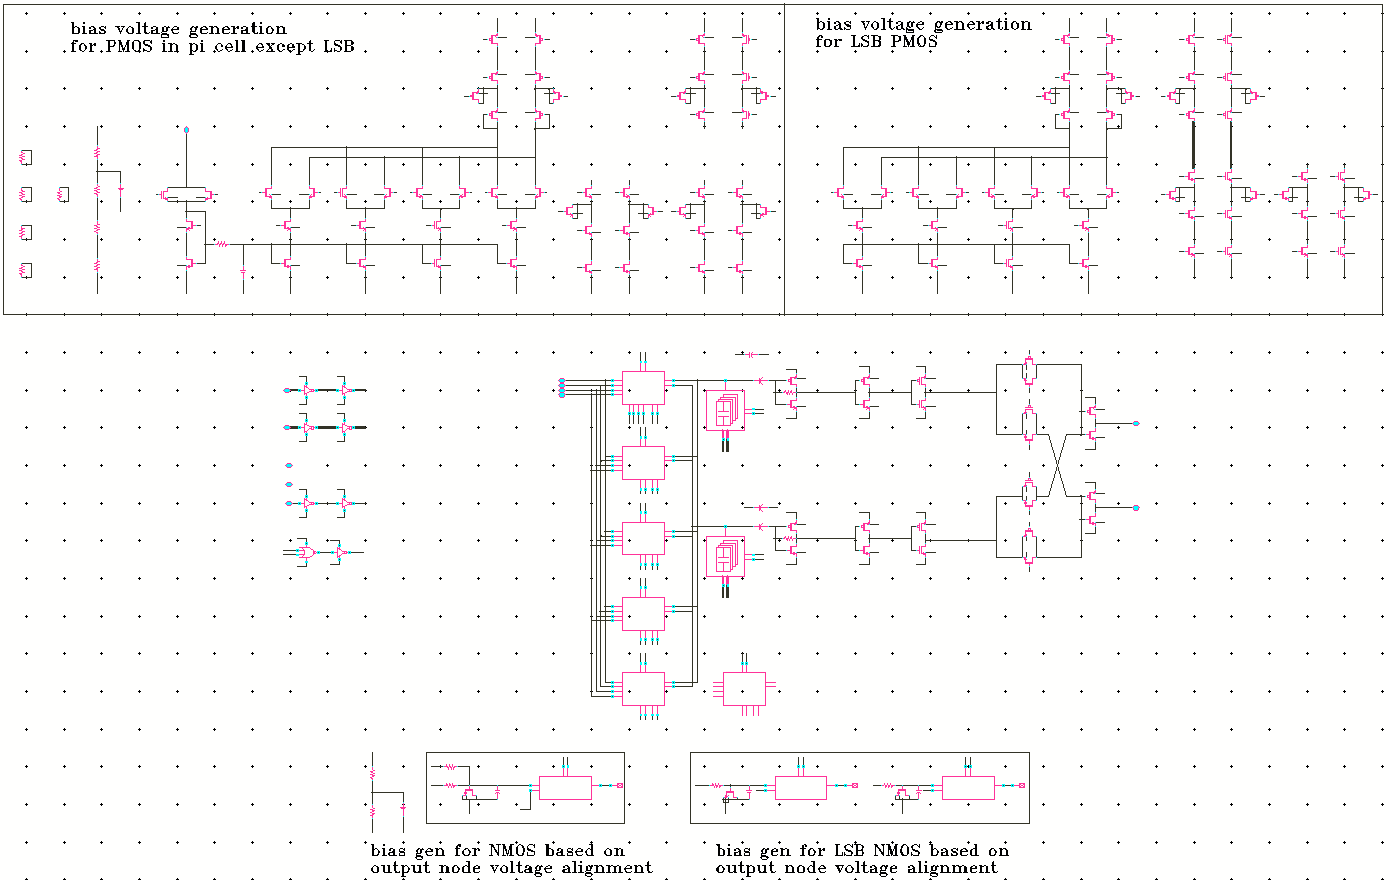 bias voltage generation
for PMOS in pi cell except LSB
bias voltage generation
for LSB PMOS
bias gen for NMOS based on
output node voltage alignment
bias gen for LSB NMOS based on
output node voltage alignment